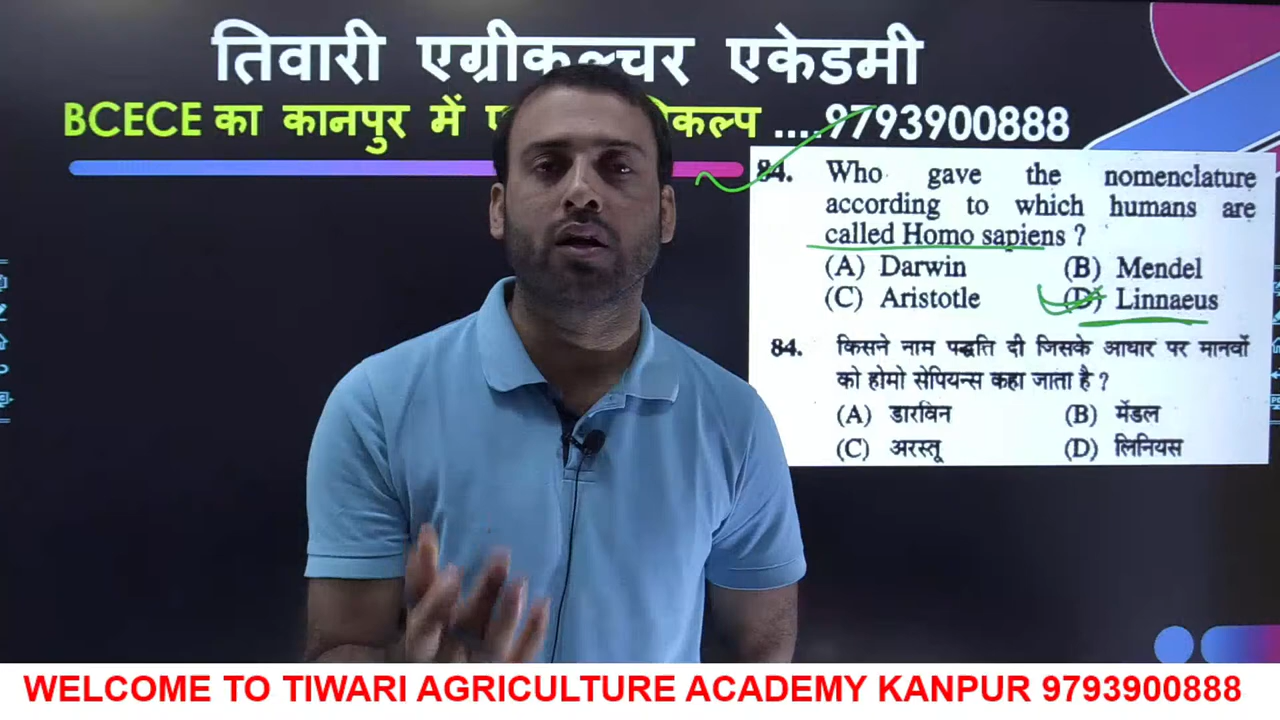 तिवारी एग्रीकल्चर एकेडमी
BCECE का कानपुर में ....9793900888
84. Who gave the nomenclature
according to which humans are
called Homo sapiens ?
(A) Darwin (B) Mendel
(C) Aristotle (D) Linnaeus
84. किसने नाम पद्धति दी जिसके आधार पर मानवों
को होमो सेपियन्स कहा जाता है ?
(A) डारविन (B) मेंडल
(C) अरस्तू (D) लिनियस
WELCOME TO TIWARI AGRICULTURE ACADEMY KANPUR 9793900888